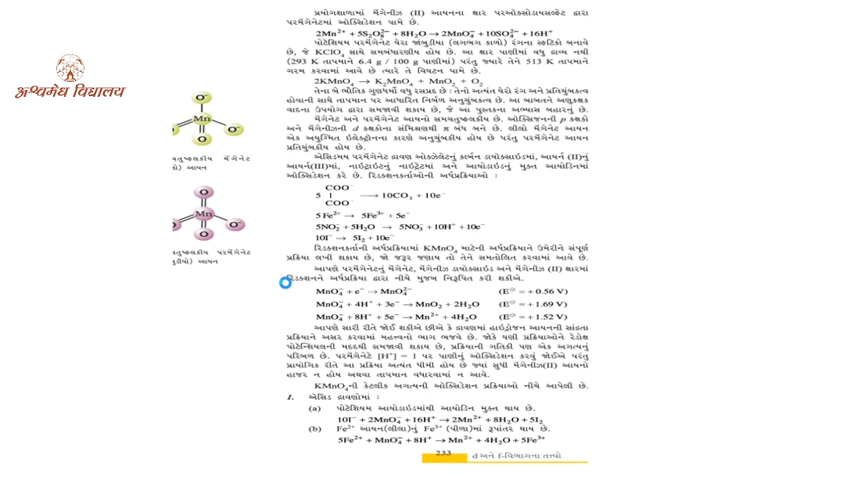 પ્રયોગશાળામાં મેંગેનીઝ (II) આયનના ક્ષાર પરઓક્સોડાયસલ્ફેટ દ્વારા
પરમેંગેનેટમાં ઓક્સિડેશન પામે છે.
2Mn²⁺ + 5S₂O₈²⁻ + 8H₂O → 2MnO₄⁻ + 10SO₄²⁻ + 16H⁺
પોટેશિયમ પરમેંગેનેટ ઘેરા જાંબુડીયા (લગભગ કાળો) રંગના સ્ફટિકો બનાવે
છે, જે KClO₄ સાથે સમબંધારણીય હોય છે. આ ક્ષાર પાણીમાં વધુ દ્રાવ્ય નથી
(293 K તાપમાને 6.4 g / 100 g પાણીમાં) પરંતુ જ્યારે તેને 513 K તાપમાને
ગરમ કરવામાં આવે છે ત્યારે તે વિઘટન પામે છે.
2KMnO₄ → K₂MnO₄ + MnO₂ + O₂
તેના બે ભૌતિક ગુણધર્મો વધુ રસપ્રદ છે : તેનો અત્યંત ઘેરો રંગ અને પ્રતિચુંબકત્વ
હોવાની સાથે તાપમાન પર આધારિત નિર્બળ અનુચુંબકત્વ છે. આ બાબતને અણુકક્ષક
વાદના ઉપયોગ દ્વારા સમજાવી શકાય છે, જે આ પુસ્તકના અભ્યાસ બહારનું છે.
મેંગેનેટ અને પરમેંગેનેટ આયનો સમચતુષ્ફલકીય છે. ઓક્સિજનની p કક્ષકો
અને મેંગેનીઝની d કક્ષકોના સંમિશ્રણથી π બંધ બને છે. લીલો મેંગેનેટ આયન
એક અયુગ્મિત ઇલેક્ટ્રોનના કારણે અનુચુંબકીય હોય છે પરંતુ પરમેંગેનેટ આયન
પ્રતિચુંબકીય હોય છે.
अश्वमेध विद्यालय
O⁻
Mn
O⁻
O
મચતુષ્ફલકીય મેંગેનેટ
લો) આયન
એસિડમય પરમેંગેનેટ દ્રાવણ ઓક્ઝેલેટનું કાર્બન ડાયોક્સાઇડમાં, આયર્ન (II)નું
આયર્ન(III)માં, નાઇટ્રાઇટનું નાઇટ્રેટમાં અને આયોડાઇડનું મુક્ત આયોડિનમાં
ઓક્સિડેશન કરે છે. રિડક્શનકર્તાઓની અર્ધપ્રક્રિયાઓ :
5 COO⁻ | COO⁻ → 10CO₂ + 10e⁻
5 Fe²⁺ → 5Fe³⁺ + 5e⁻
5NO₂⁻ + 5H₂O → 5NO₃⁻ + 10H⁺ + 10e⁻
10I⁻ → 5I₂ + 10e⁻
O
Mn
O⁻
O
મચતુષ્ફલકીય પરમેંગેનેટ
બુડીયો) આયન
રિડક્શનકર્તાની અર્ધપ્રક્રિયામાં KMnO₄ માટેની અર્ધપ્રક્રિયાને ઉમેરીને સંપૂર્ણ
પ્રક્રિયા લખી શકાય છે, જો જરૂર જણાય તો તેને સમતોલિત કરવામાં આવે છે.
આપણે પરમેંગેનેટનું મેંગેનેટ, મેંગેનીઝ ડાયોક્સાઇડ અને મેંગેનીઝ (II) ક્ષારમાં
રિડક્શનને અર્ધપ્રક્રિયા દ્વારા નીચે મુજબ નિરૂપિત કરી શકીએ.
MnO₄⁻ + e⁻ → MnO₄²⁻ (E⊖ = + 0.56 V)
MnO₄⁻ + 4H⁺ + 3e⁻ → MnO₂ + 2H₂O (E⊖ = + 1.69 V)
MnO₄⁻ + 8H⁺ + 5e⁻ → Mn²⁺ + 4H₂O (E⊖ = + 1.52 V)
આપણે સારી રીતે જોઈ શકીએ છીએ કે દ્રાવણમાં હાઇડ્રોજન આયનની સાંદ્રતા
પ્રક્રિયાને અસર કરવામાં મહત્ત્વનો ભાગ ભજવે છે. જોકે ઘણી પ્રક્રિયાઓને રેડોક્ષ
પોટેન્શિયલની મદદથી સમજાવી શકાય છે, પ્રક્રિયાની ગતિકી પણ એક અગત્યનું
પરિબળ છે. પરમેંગેનેટે [H⁺] = 1 પર પાણીનું ઓક્સિડેશન કરવું જોઈએ પરંતુ
પ્રાયોગિક રીતે આ પ્રક્રિયા અત્યંત ધીમી હોય છે જ્યાં સુધી મેંગેનીઝ(II) આયનો
હાજર ન હોય અથવા તાપમાન વધારવામાં ન આવે.
KMnO₄ની કેટલીક અગત્યની ઓક્સિડેશન પ્રક્રિયાઓ નીચે આપેલી છે.
1. એસિડ દ્રાવણોમાં :
(a) પોટેશિયમ આયોડાઇડમાંથી આયોડિન મુક્ત થાય છે.
10I⁻ + 2MnO₄⁻ + 16H⁺ → 2Mn²⁺ + 8H₂O + 5I₂
(b) Fe²⁺ આયન(લીલા)નું Fe³⁺ (પીળા)માં રૂપાંતર થાય છે.
5Fe²⁺ + MnO₄⁻ + 8H⁺ → Mn²⁺ + 4H₂O + 5Fe³⁺
233 d અને f-વિભાગના તત્ત્વો